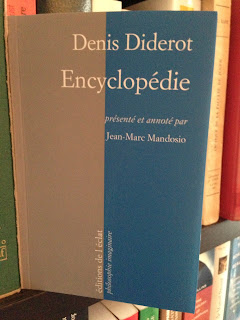 Denis Diderot
Encyclopédie
présenté et annoté par
Jean-Marc Mandosio
éditions de l'éclat
philosophie imaginaire